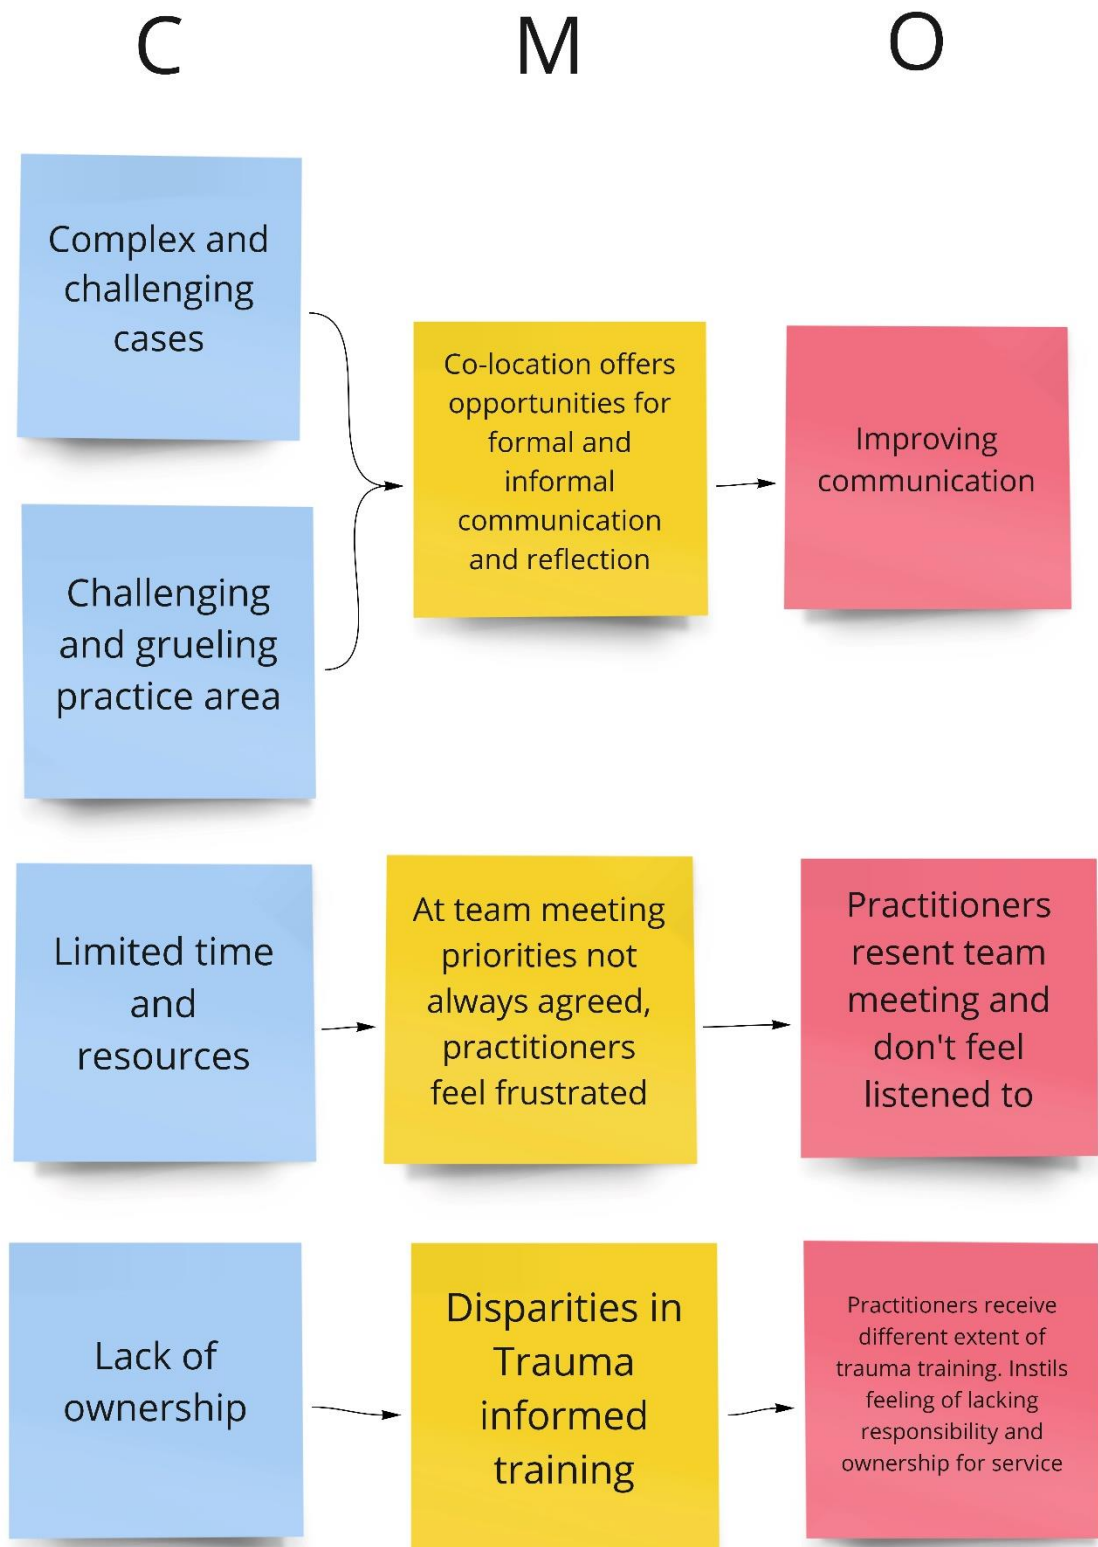 C
M
O
Complex and
challenging
cases
Challenging
and grueling
practice area
Co-location offers
opportunities for
formal and
informal
communication
and reflection
Improving
communication
Limited time
and
resources
At team meeting
priorities not
always agreed,
practitioners
feel frustrated
Practitioners
resent team
meeting and
don't feel
listened to
Lack of
ownership
Disparities in
Trauma
informed
training
Practitioners receive
different extent of
trauma training. Instils
feeling of lacking
responsibility and
ownership for service